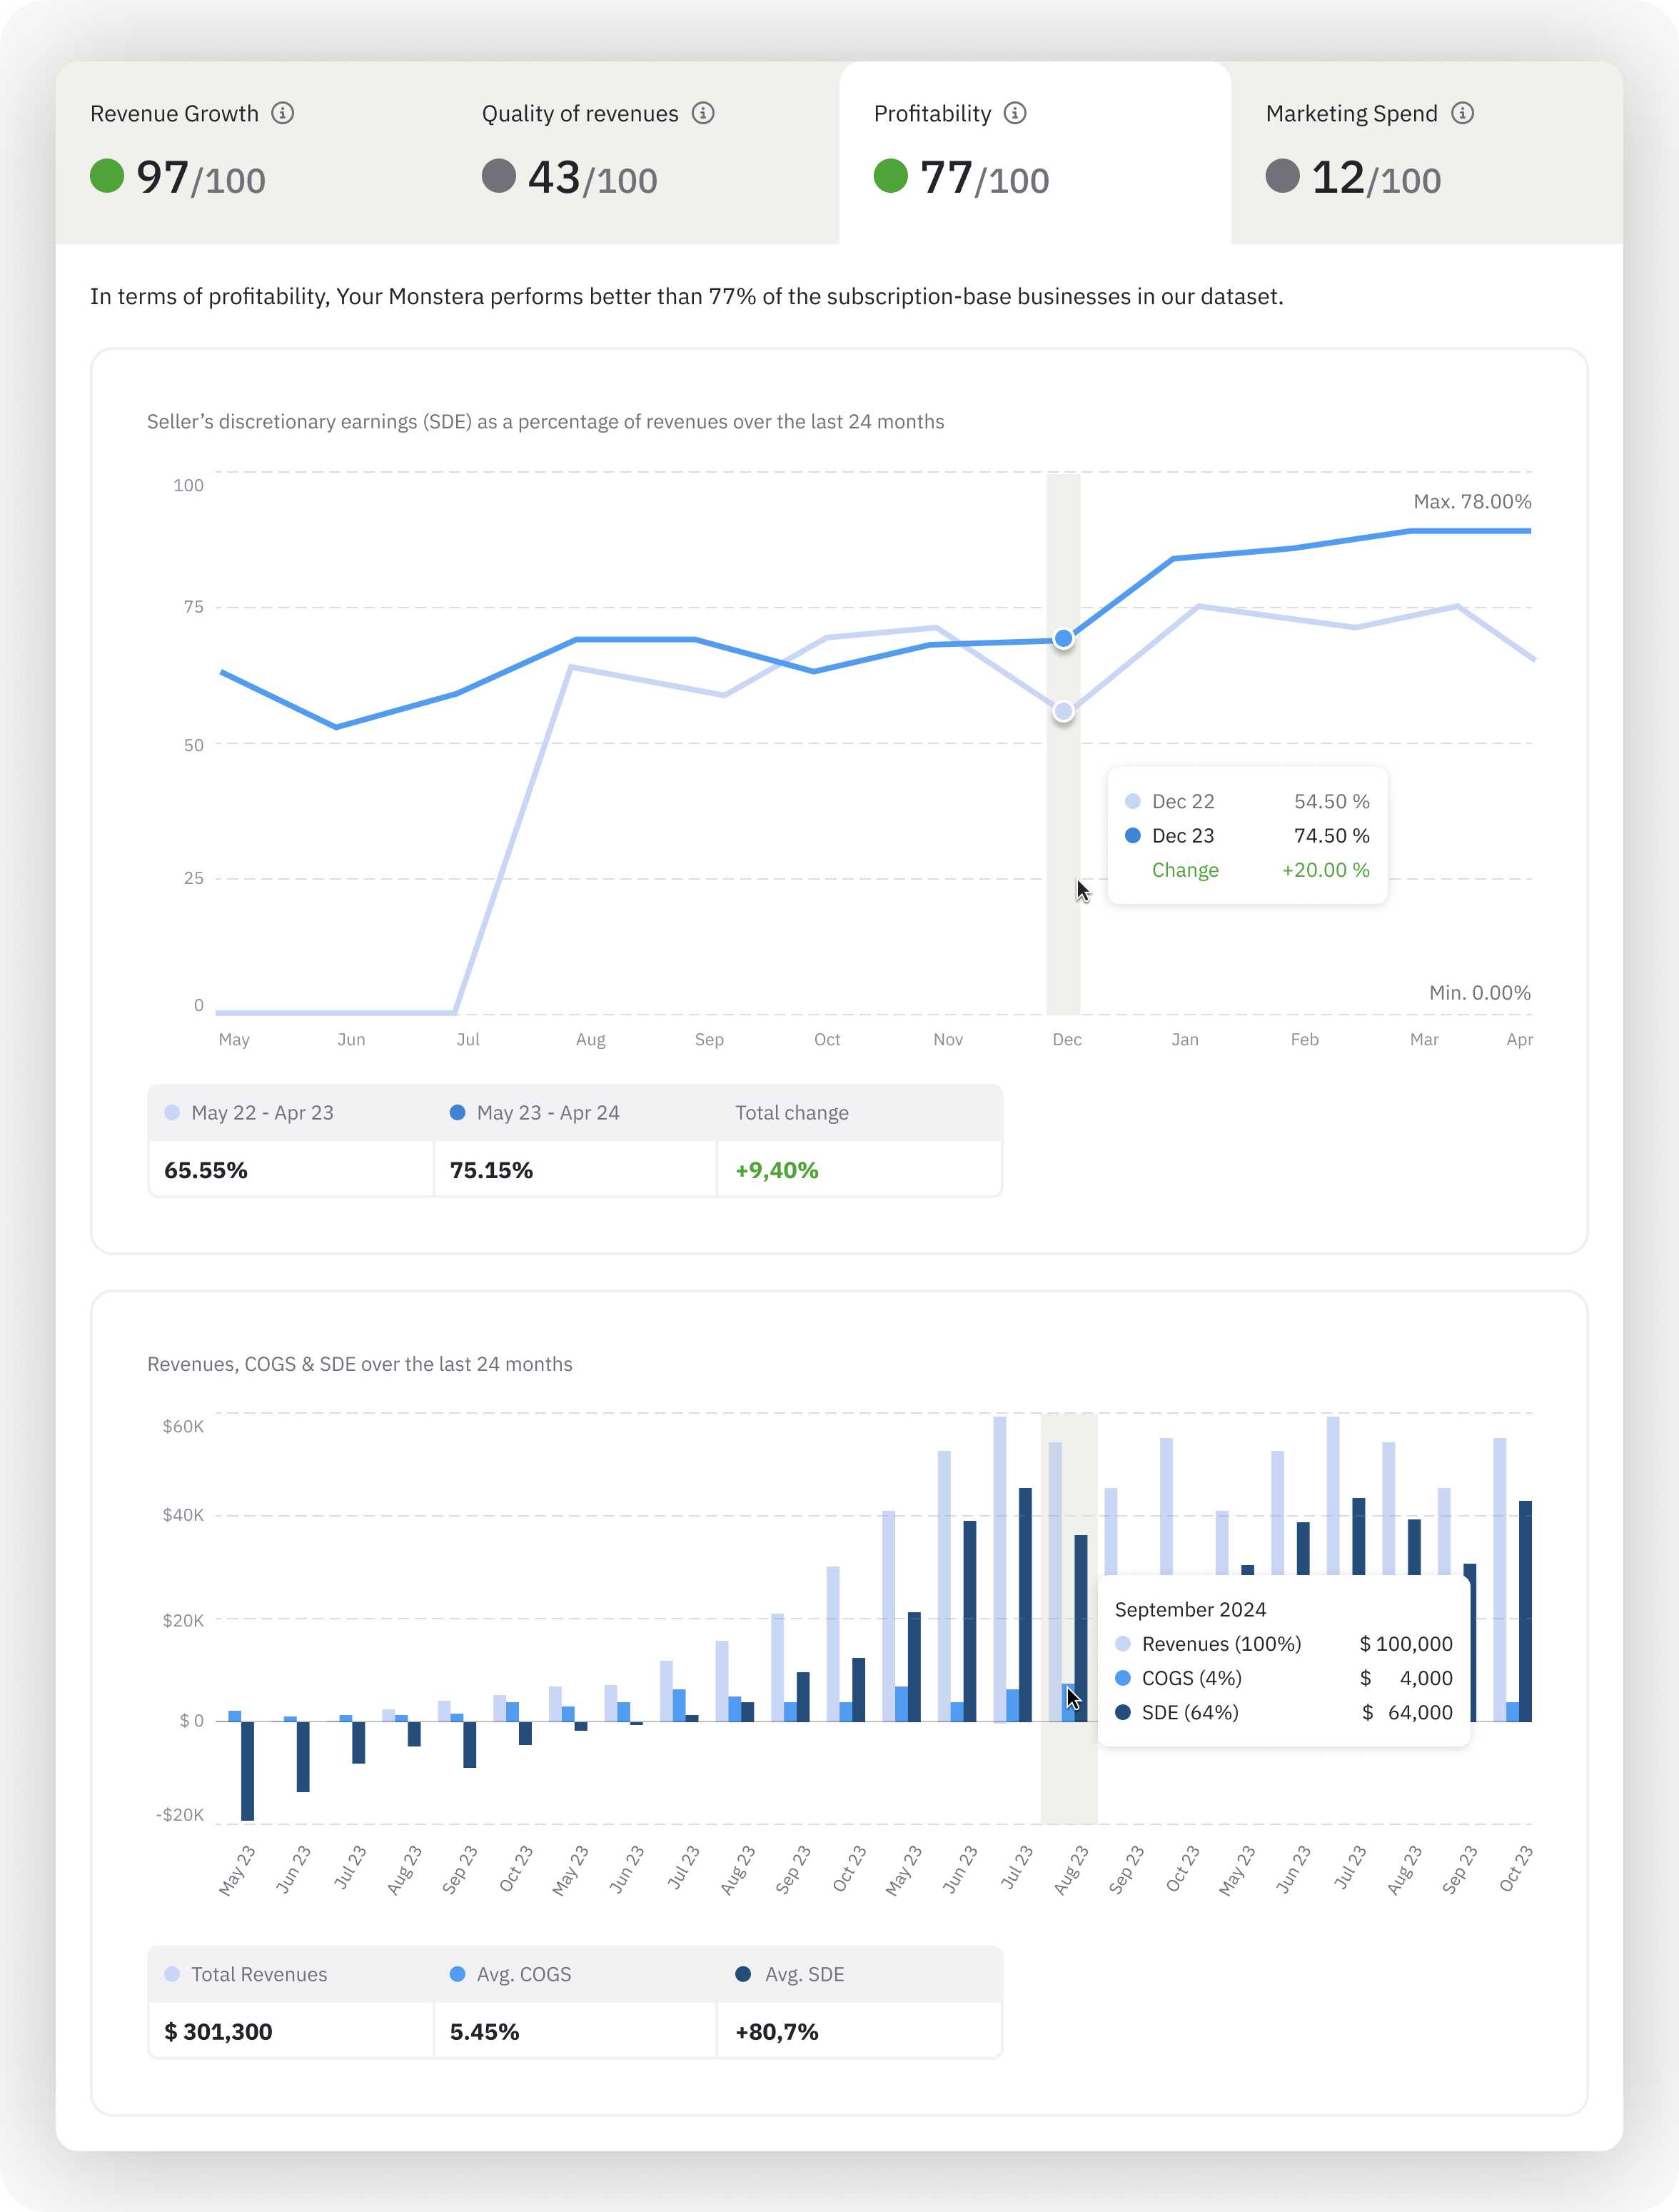 Revenue Growth
97/100
Quality of revenues
43/100
Profitability
77/100
Marketing Spend
12/100
In terms of profitability, Your Monstera performs better than 77% of the subscription-base businesses in our dataset.
Seller’s discretionary earnings (SDE) as a percentage of revenues over the last 24 months
100
75
50
25
0
Max. 78.00%
Min. 0.00%
Dec 22 54.50 %
Dec 23 74.50 %
Change +20.00 %
May Jun Jul Aug Sep Oct Nov Dec Jan Feb Mar Apr
May 22 - Apr 23 May 23 - Apr 24 Total change
65.55% 75.15% +9,40%
Revenues, COGS & SDE over the last 24 months
$60K
$40K
$20K
$ 0
-$20K
September 2024
Revenues (100%) $ 100,000
COGS (4%) $ 4,000
SDE (64%) $ 64,000
May 23 Jun 23 Jul 23 Aug 23 Sep 23 Oct 23 May 23 Jun 23 Jul 23 Aug 23 Sep 23 Oct 23 May 23 Jun 23 Jul 23 Aug 23 Sep 23 Oct 23 May 23 Jun 23 Jul 23 Aug 23 Sep 23 Oct 23
Total Revenues Avg. COGS Avg. SDE
$ 301,300 5.45% +80,7%